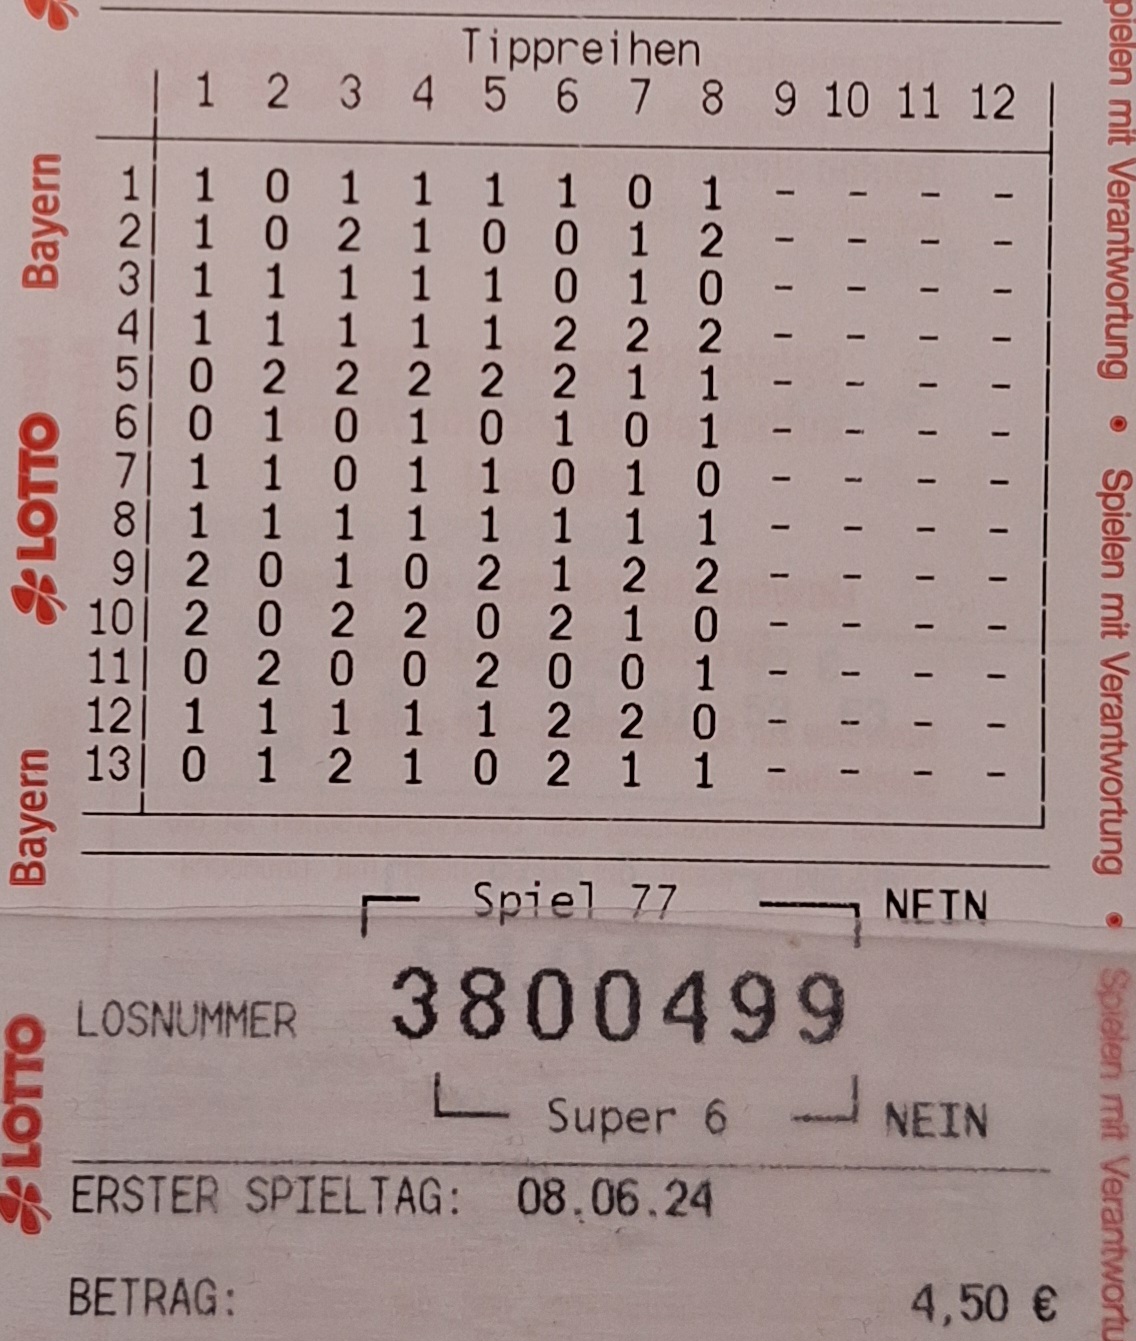 Tippreihen
1 2 3 4 5 6 7 8 9 10 11 12
1 1 0 1 1 1 1 0 1 - - - -
2 1 0 2 1 0 0 1 2 - - - -
3 1 1 1 1 1 0 1 0 - - - -
4 1 1 1 1 1 2 2 2 - - - -
5 0 2 2 2 2 2 1 1 - - - -
6 0 1 0 1 0 1 0 1 - - - -
7 1 1 0 1 1 0 1 0 - - - -
8 1 1 1 1 1 1 1 1 - - - -
9 2 0 1 0 2 1 2 2 - - - -
10 2 0 2 2 0 2 1 0 - - - -
11 0 2 0 0 2 0 0 1 - - - -
12 1 1 1 1 1 2 2 0 - - - -
13 0 1 2 1 0 2 1 1 - - - -
Spiel 77 NEIN
LOSNUMMER 3800499
Super 6 NEIN
ERSTER SPIELTAG: 08.06.24
BETRAG: 4,50 €
LOTTO Bayern LOTTO Bayern
mit Verantwortung • Spielen mit Verantwortung • Spielen mit